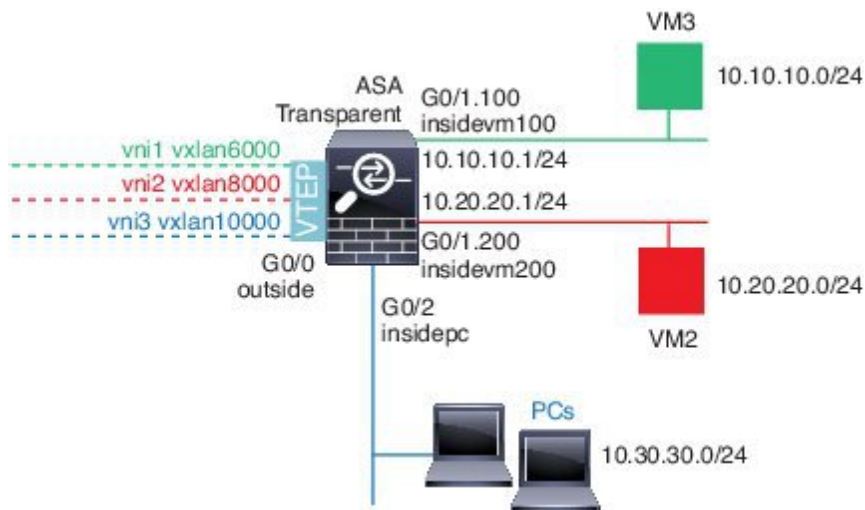 VM3
10.10.10.0/24
ASA
Transparent
G0/1.100
insidevm100
vni1 vxlan6000
vni2 vxlan8000
vni3 vxlan10000
VTEP
10.10.10.1/24
10.20.20.1/24
G0/1.200
insidevm200
G0/0
outside
10.20.20.0/24
VM2
G0/2
insidepc
PCs
10.30.30.0/24